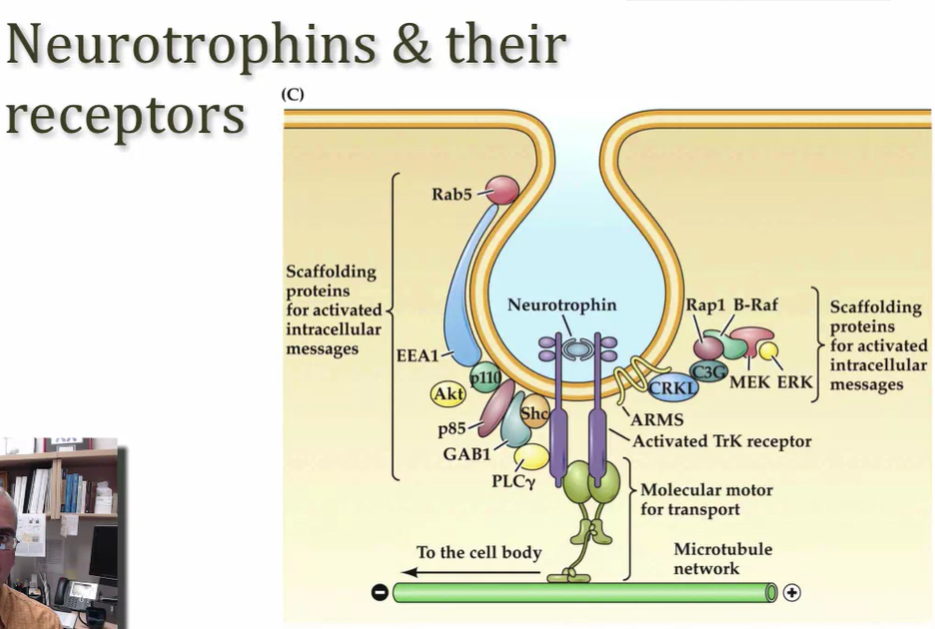 Neurotrophins & their
receptors
(C)
Rab5
Scaffolding
proteins
for activated
intracellular
messages
EEA1
p110
Akt
p85
GAB1
Shc
PLCγ
Neurotrophin
Rap1 B-Raf
C3G
CRKL
MEK ERK
Scaffolding
proteins
for activated
intracellular
messages
ARMS
Activated TrK receptor
Molecular motor
for transport
To the cell body
Microtubule
network
−
+